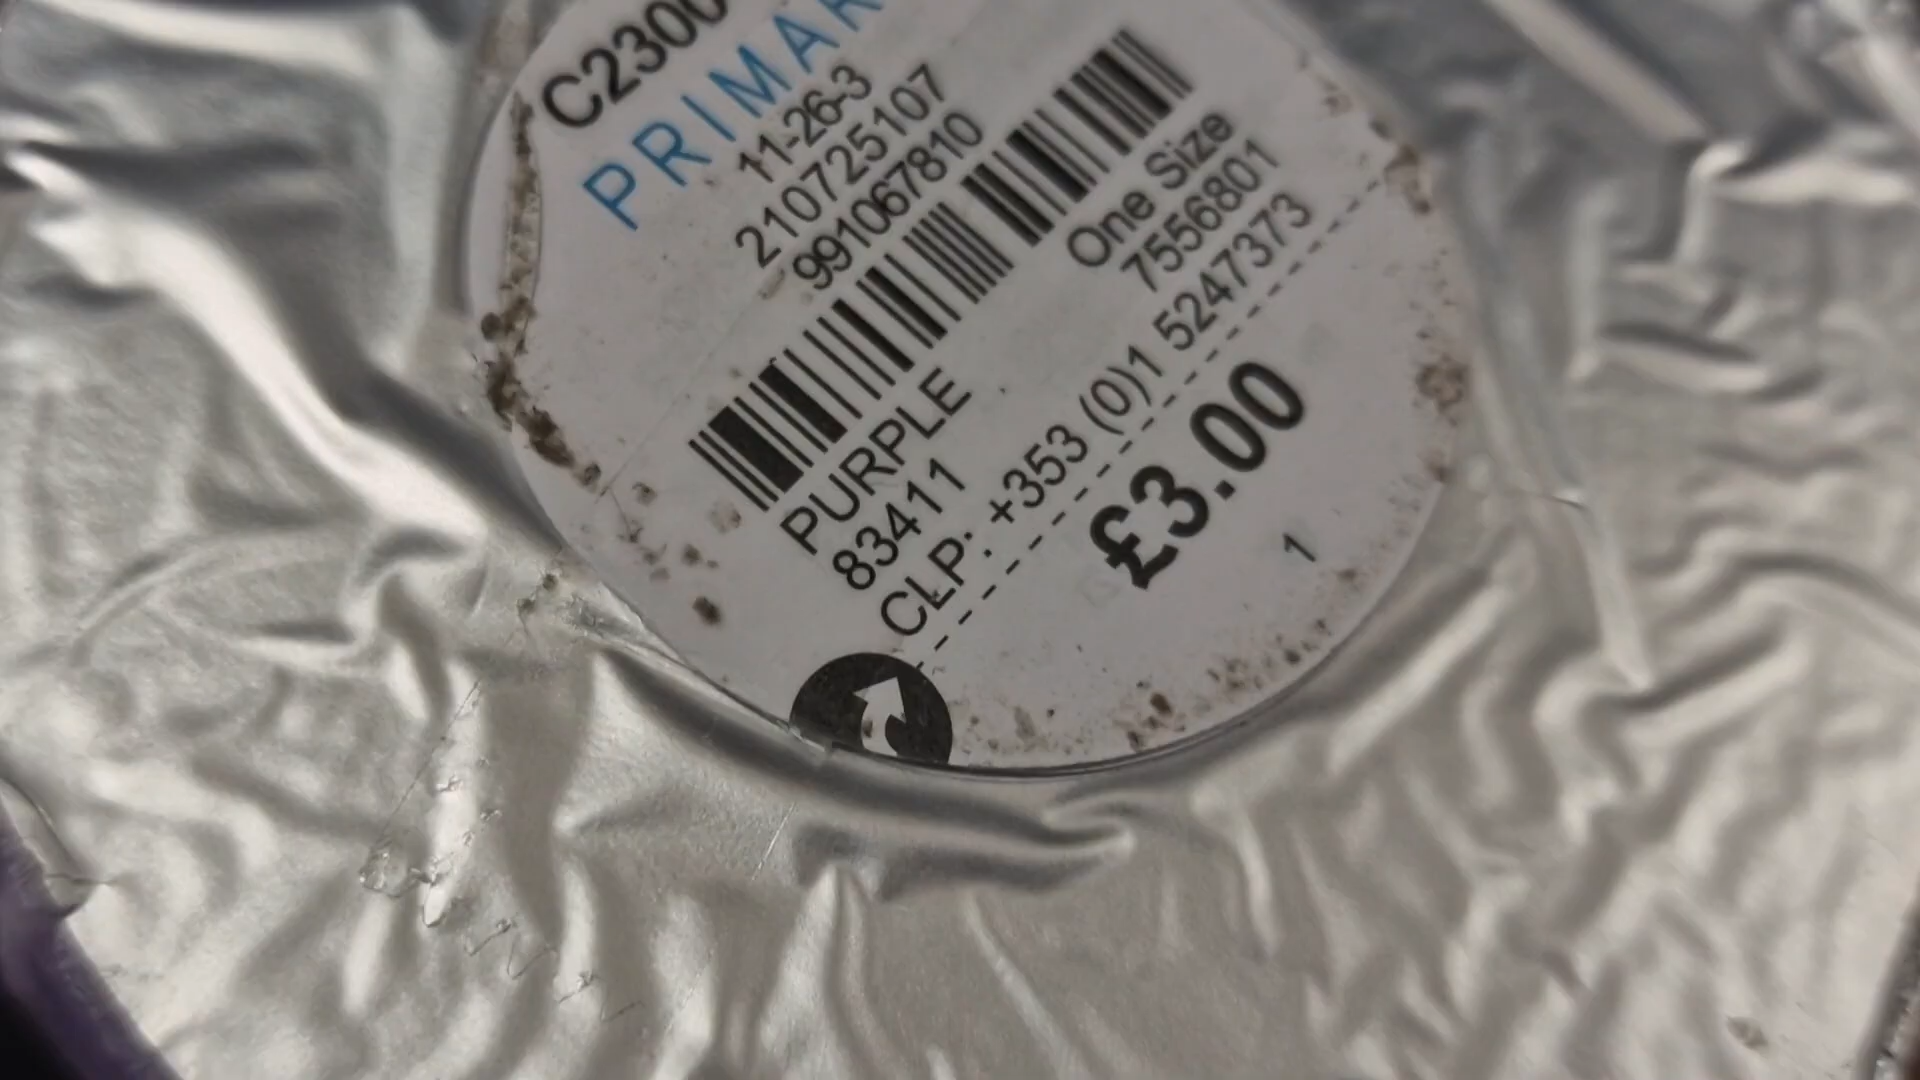 C2300
PRIMAR
11-26-3
210725107
991067810
One Size
7556801
PURPLE
83411
CLP: +353 (0)1 5247373
£3.00
1